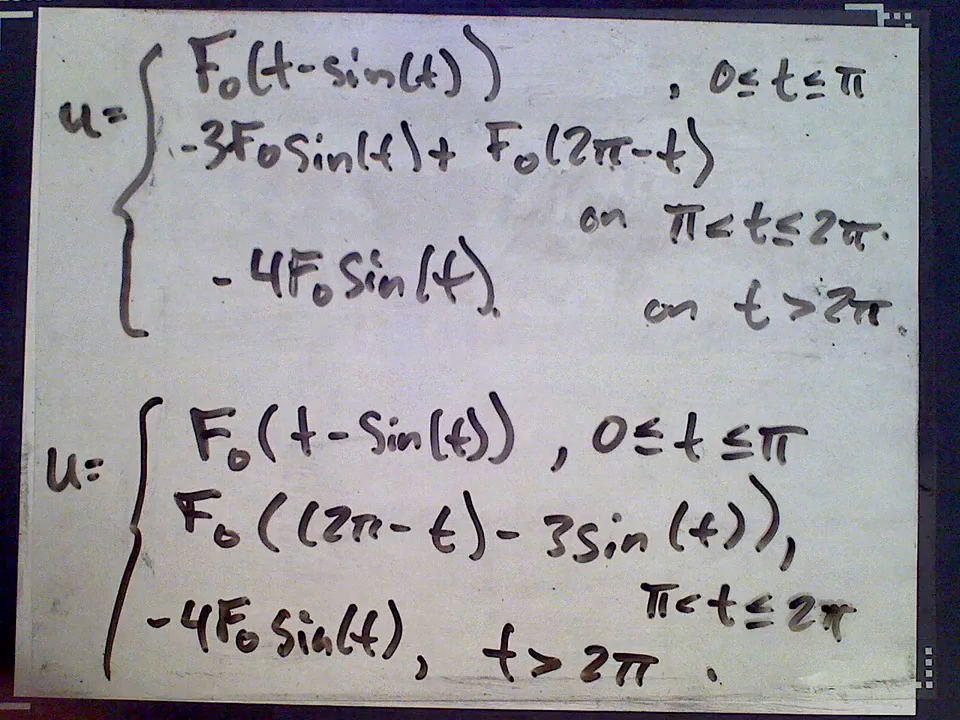 u= { F₀(t-sin(t)) , 0≤t≤π
-3F₀sin(t)+ F₀(2π-t)
on π<t≤2π.
-4F₀ sin(t).
on t>2π.
u= { F₀(t-sin(t)) , 0≤t≤π
F₀((2π-t)-3sin(t)),
π<t≤2π
-4F₀ sin(t), t>2π.